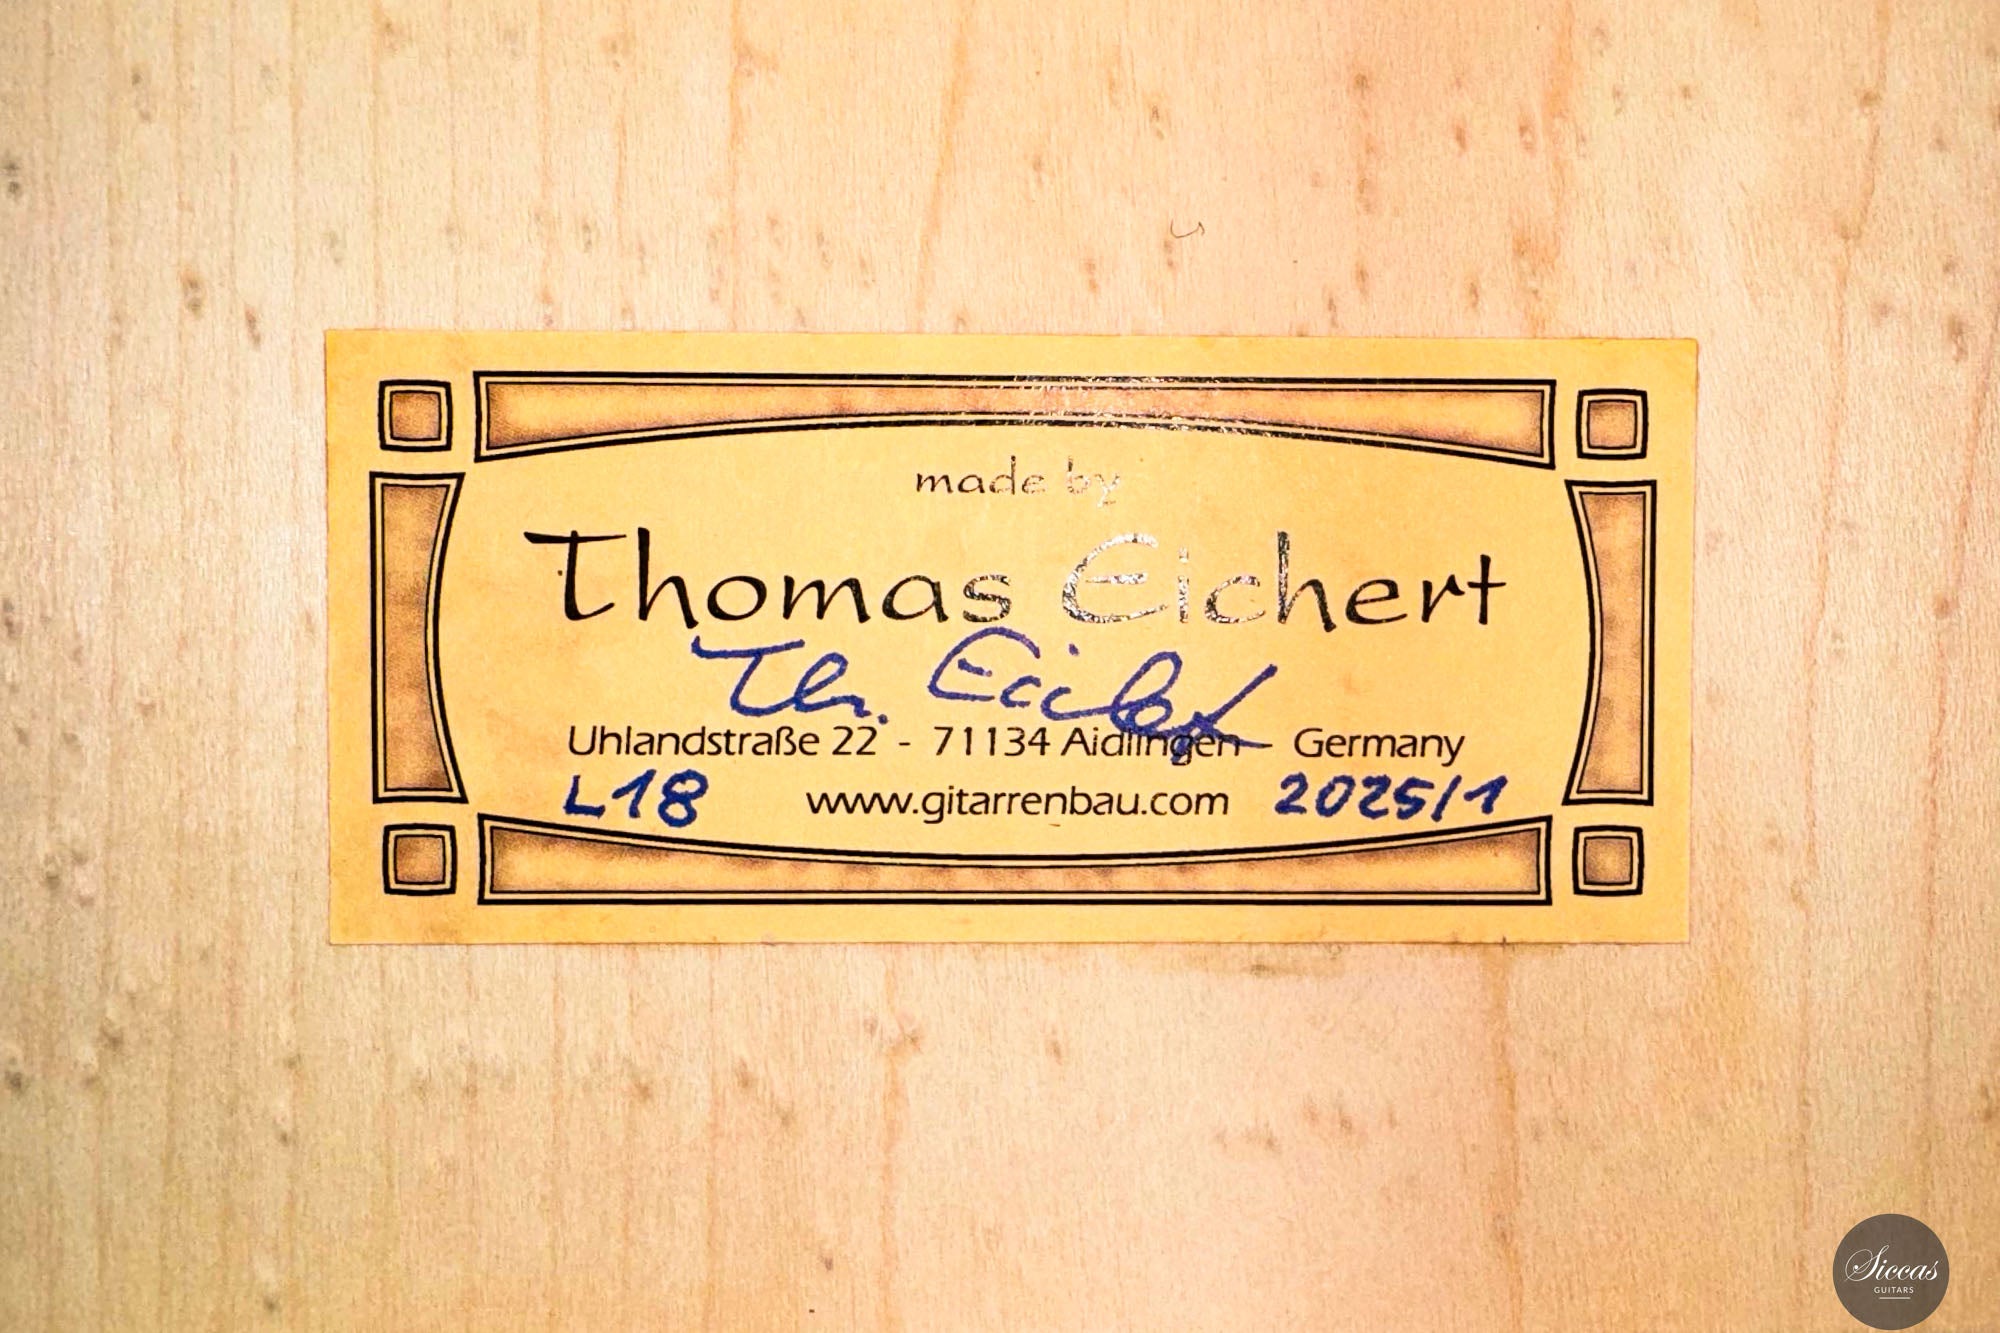 made by
Thomas Eichert
Th. Eichert
Uhlandstraße 22 - 71134 Aidlingen - Germany
L18 www.gitarrenbau.com 2025/1
Siccas
GUITARS